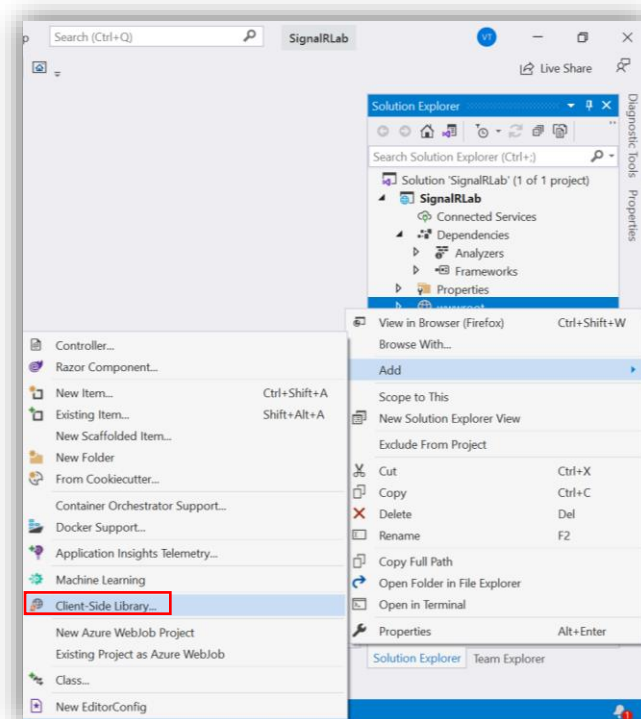 p Search (Ctrl+Q) SignalRLab VT
Live Share
Solution Explorer
Search Solution Explorer (Ctrl+;)
Solution 'SignalRLab' (1 of 1 project)
SignalRLab
Connected Services
Dependencies
Analyzers
Frameworks
Properties
wwwroot
Diagnostic Tools
Properties
View in Browser (Firefox) Ctrl+Shift+W
Browse With...
Add
Scope to This
New Solution Explorer View
Exclude From Project
Cut Ctrl+X
Copy Ctrl+C
Delete Del
Rename F2
Copy Full Path
Open Folder in File Explorer
Open in Terminal
Properties Alt+Enter
Controller...
Razor Component...
New Item... Ctrl+Shift+A
Existing Item... Shift+Alt+A
New Scaffolded Item...
New Folder
From Cookiecutter...
Container Orchestrator Support...
Docker Support...
Application Insights Telemetry...
Machine Learning
Client-Side Library...
New Azure WebJob Project
Existing Project as Azure WebJob
Class...
New EditorConfig
Solution Explorer Team Explorer
1